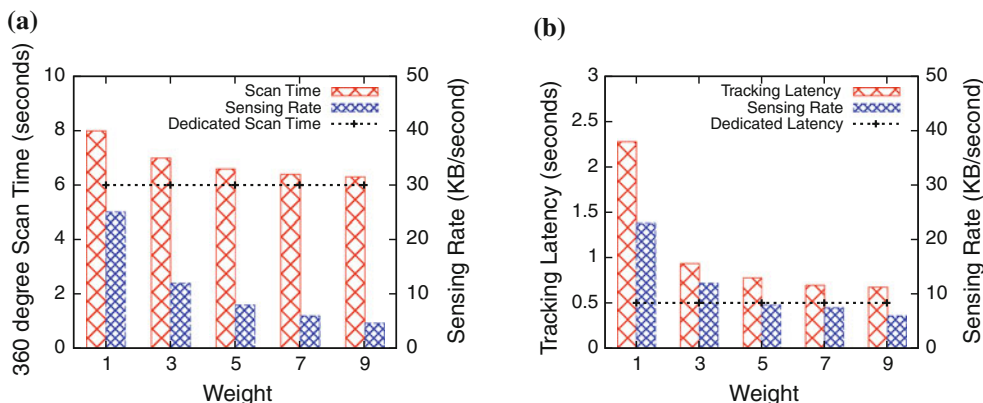 (a)
360 degree Scan Time (seconds)
10
8
6
4
2
0
Scan Time
Sensing Rate
Dedicated Scan Time
50
40
30
20
10
0
Sensing Rate (KB/second)
1 3 5 7 9
Weight
(b)
Tracking Latency (seconds)
3
2.5
2
1.5
1
0.5
0
Tracking Latency
Sensing Rate
Dedicated Latency
50
40
30
20
10
0
Sensing Rate (KB/second)
1 3 5 7 9
Weight